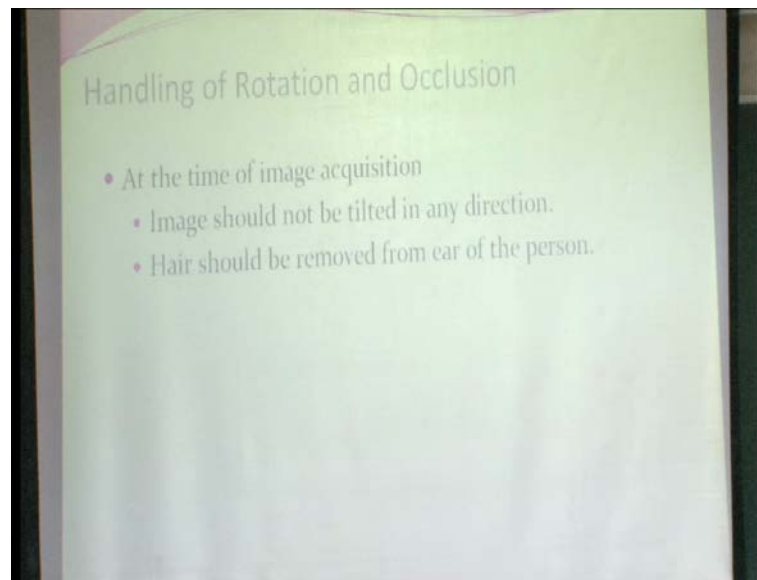 Handling of Rotation and Occlusion
• At the time of image acquisition
• Image should not be tilted in any direction.
• Hair should be removed from ear of the person.